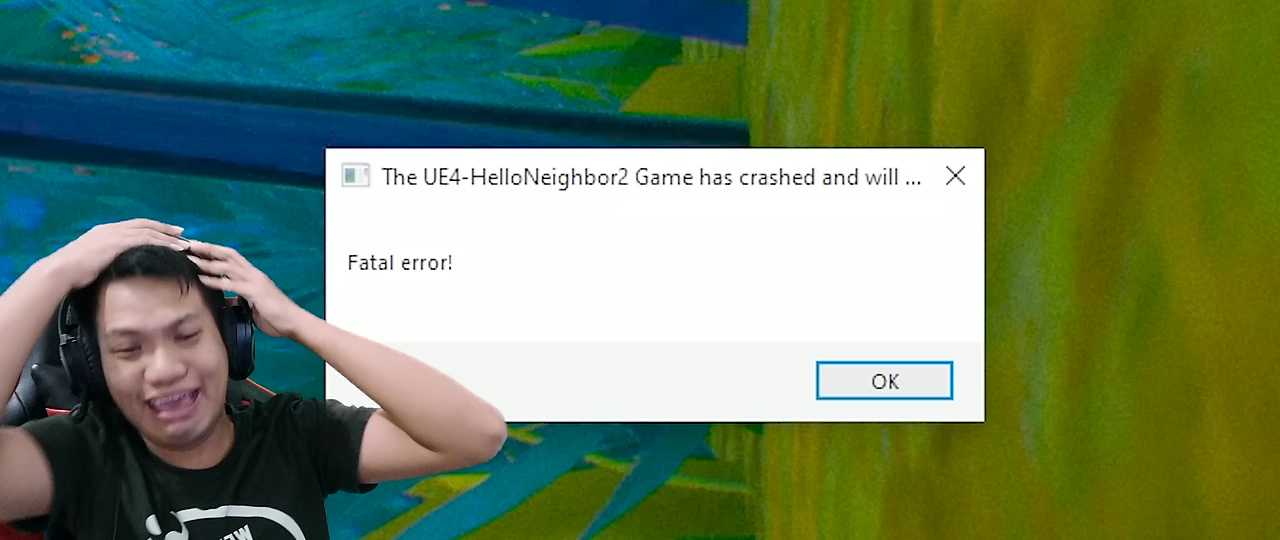 The UE4-HelloNeighbor2 Game has crashed and will ...
Fatal error!
OK